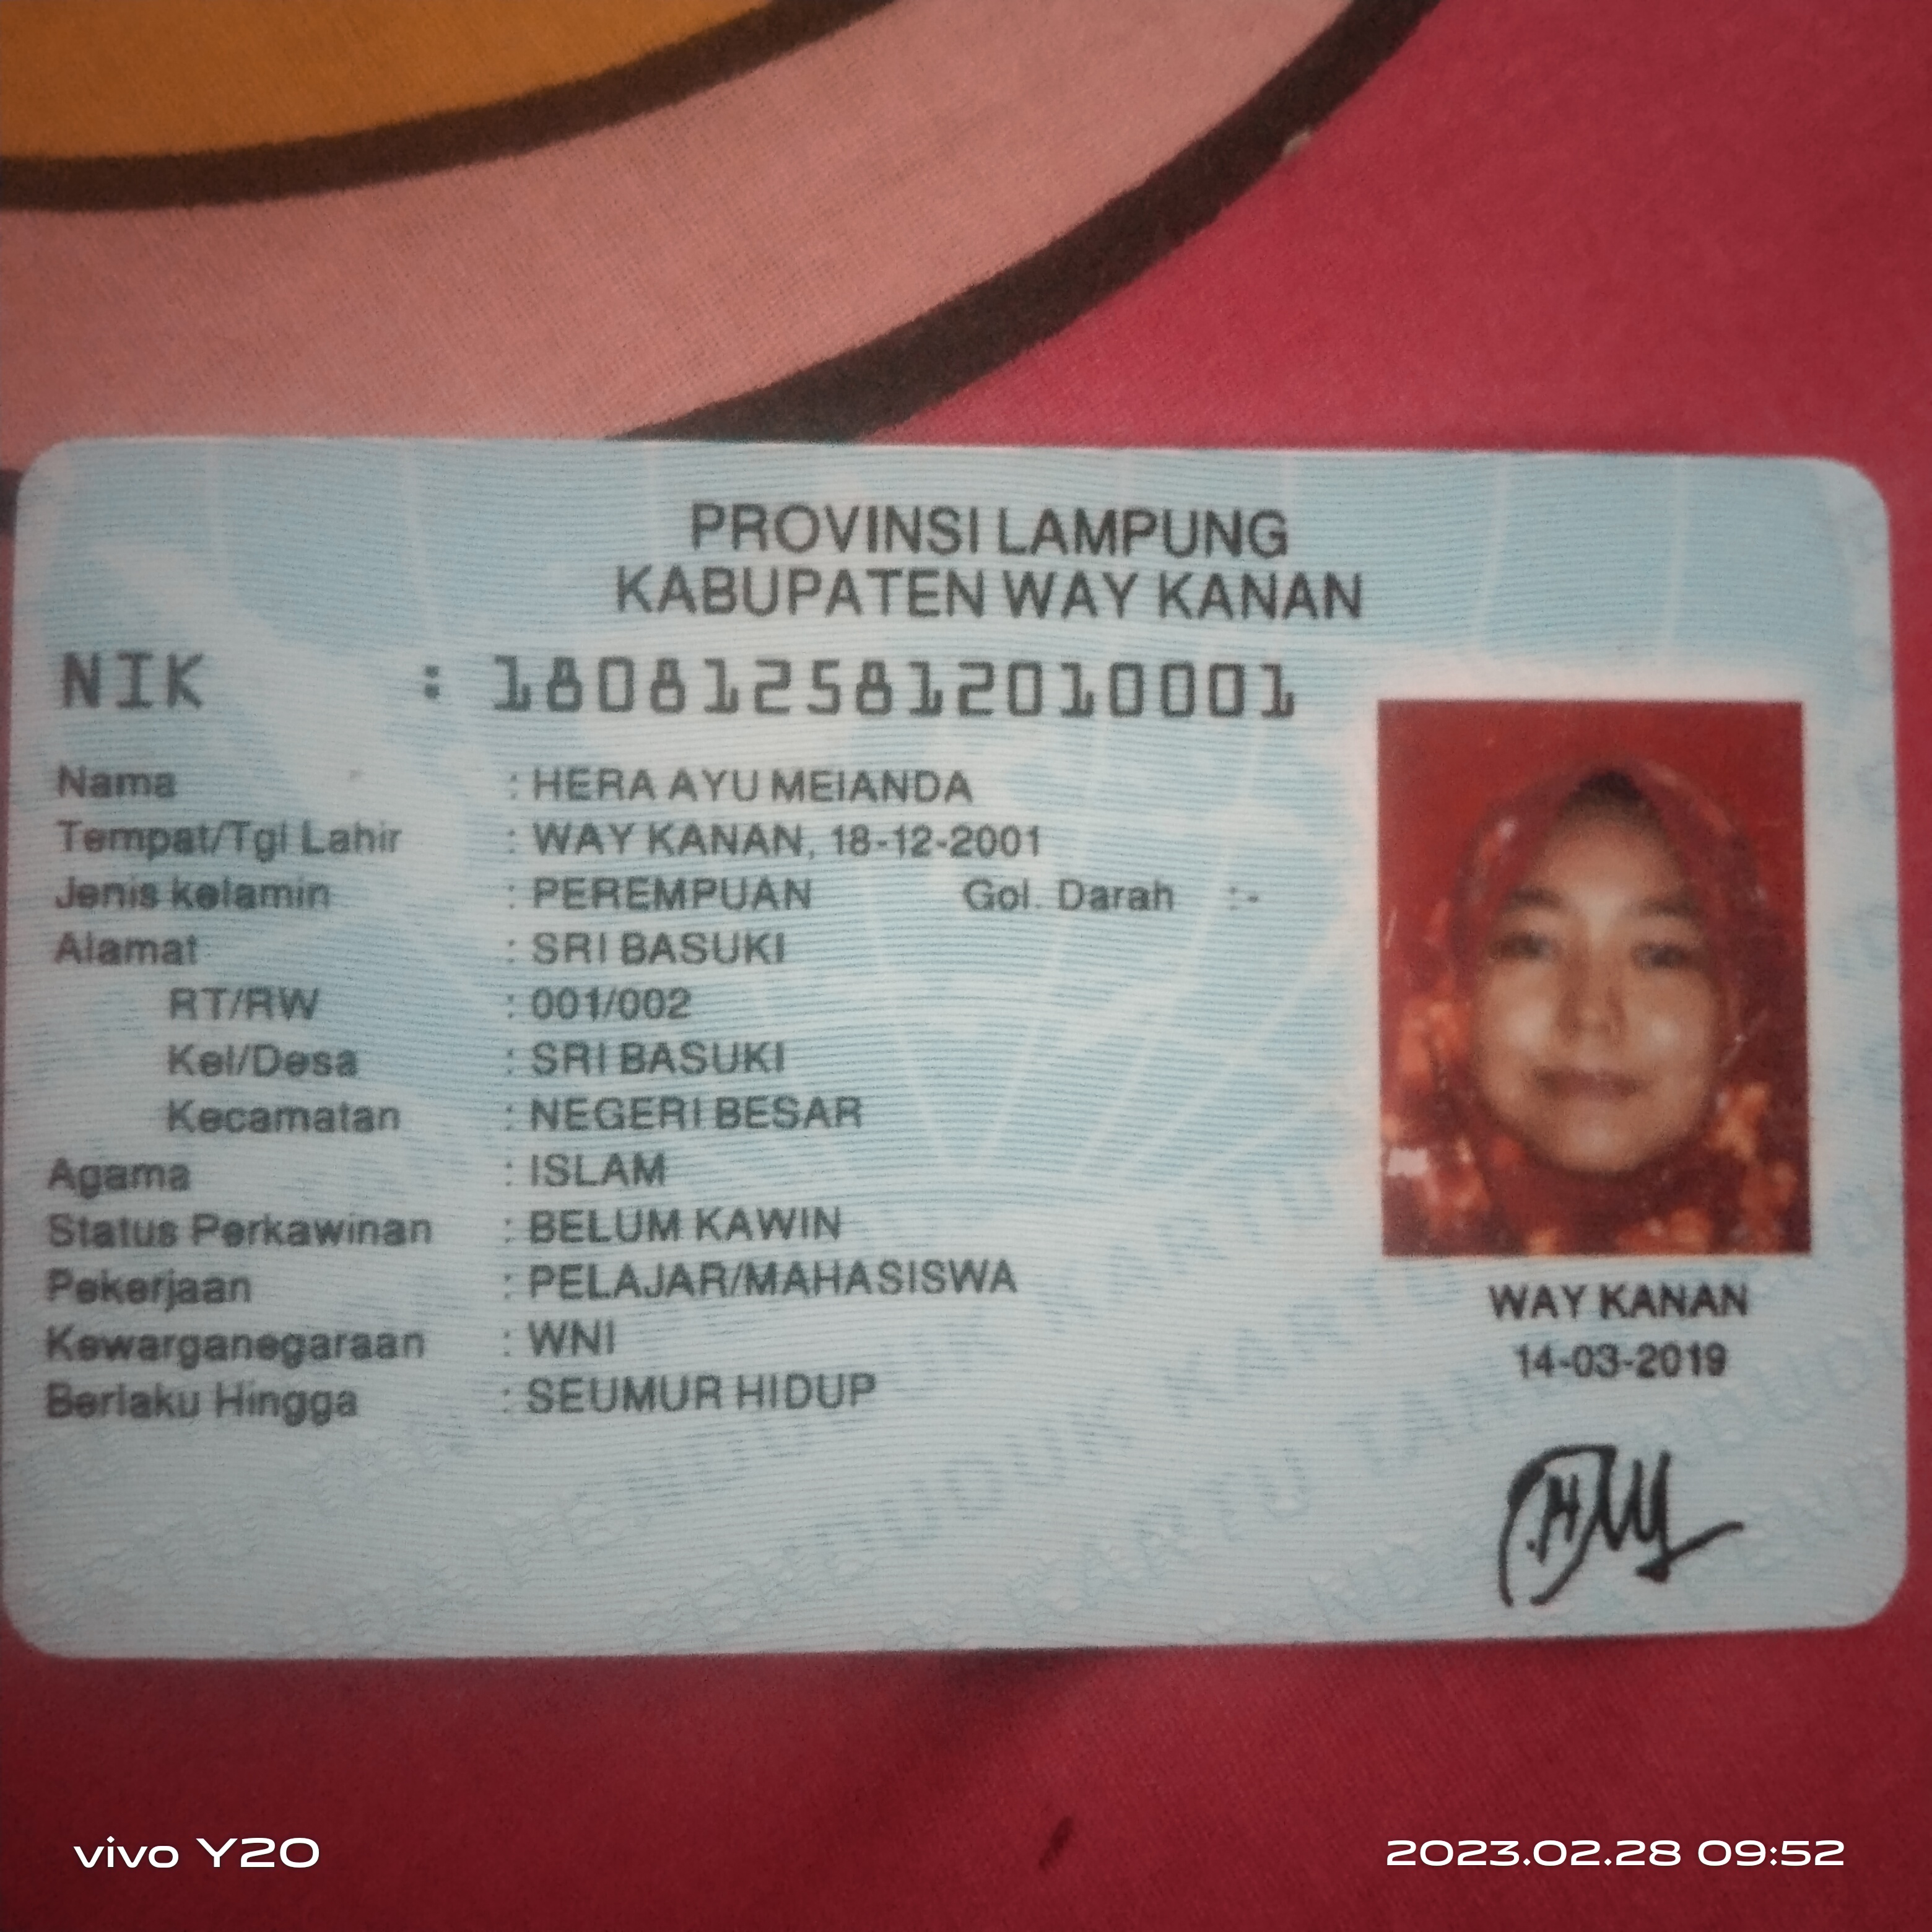 PROVINSI LAMPUNG
KABUPATEN WAY KANAN
NIK : 1808125812010001
Nama : HERA AYU MEIANDA
Tempat/Tgl Lahir : WAY KANAN, 18-12-2001
Jenis kelamin : PEREMPUAN Gol. Darah :-
Alamat : SRI BASUKI
RT/RW : 001/002
Kel/Desa : SRI BASUKI
Kecamatan : NEGERI BESAR
Agama : ISLAM
Status Perkawinan : BELUM KAWIN
Pekerjaan : PELAJAR/MAHASISWA
Kewarganegaraan : WNI
Berlaku Hingga : SEUMUR HIDUP
WAY KANAN
14-03-2019
vivo Y20
2023.02.28 09:52